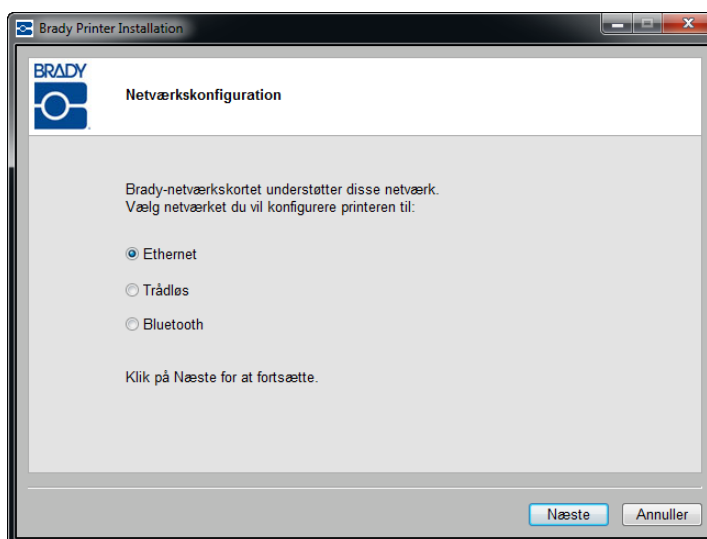 Brady Printer Installation
BRADY
Netværkskonfiguration
Brady-netværkskortet understøtter disse netværk.
Vælg netværket du vil konfigurere printeren til:
Ethernet
Trådløs
Bluetooth
Klik på Næste for at fortsætte.
Næste
Annuller